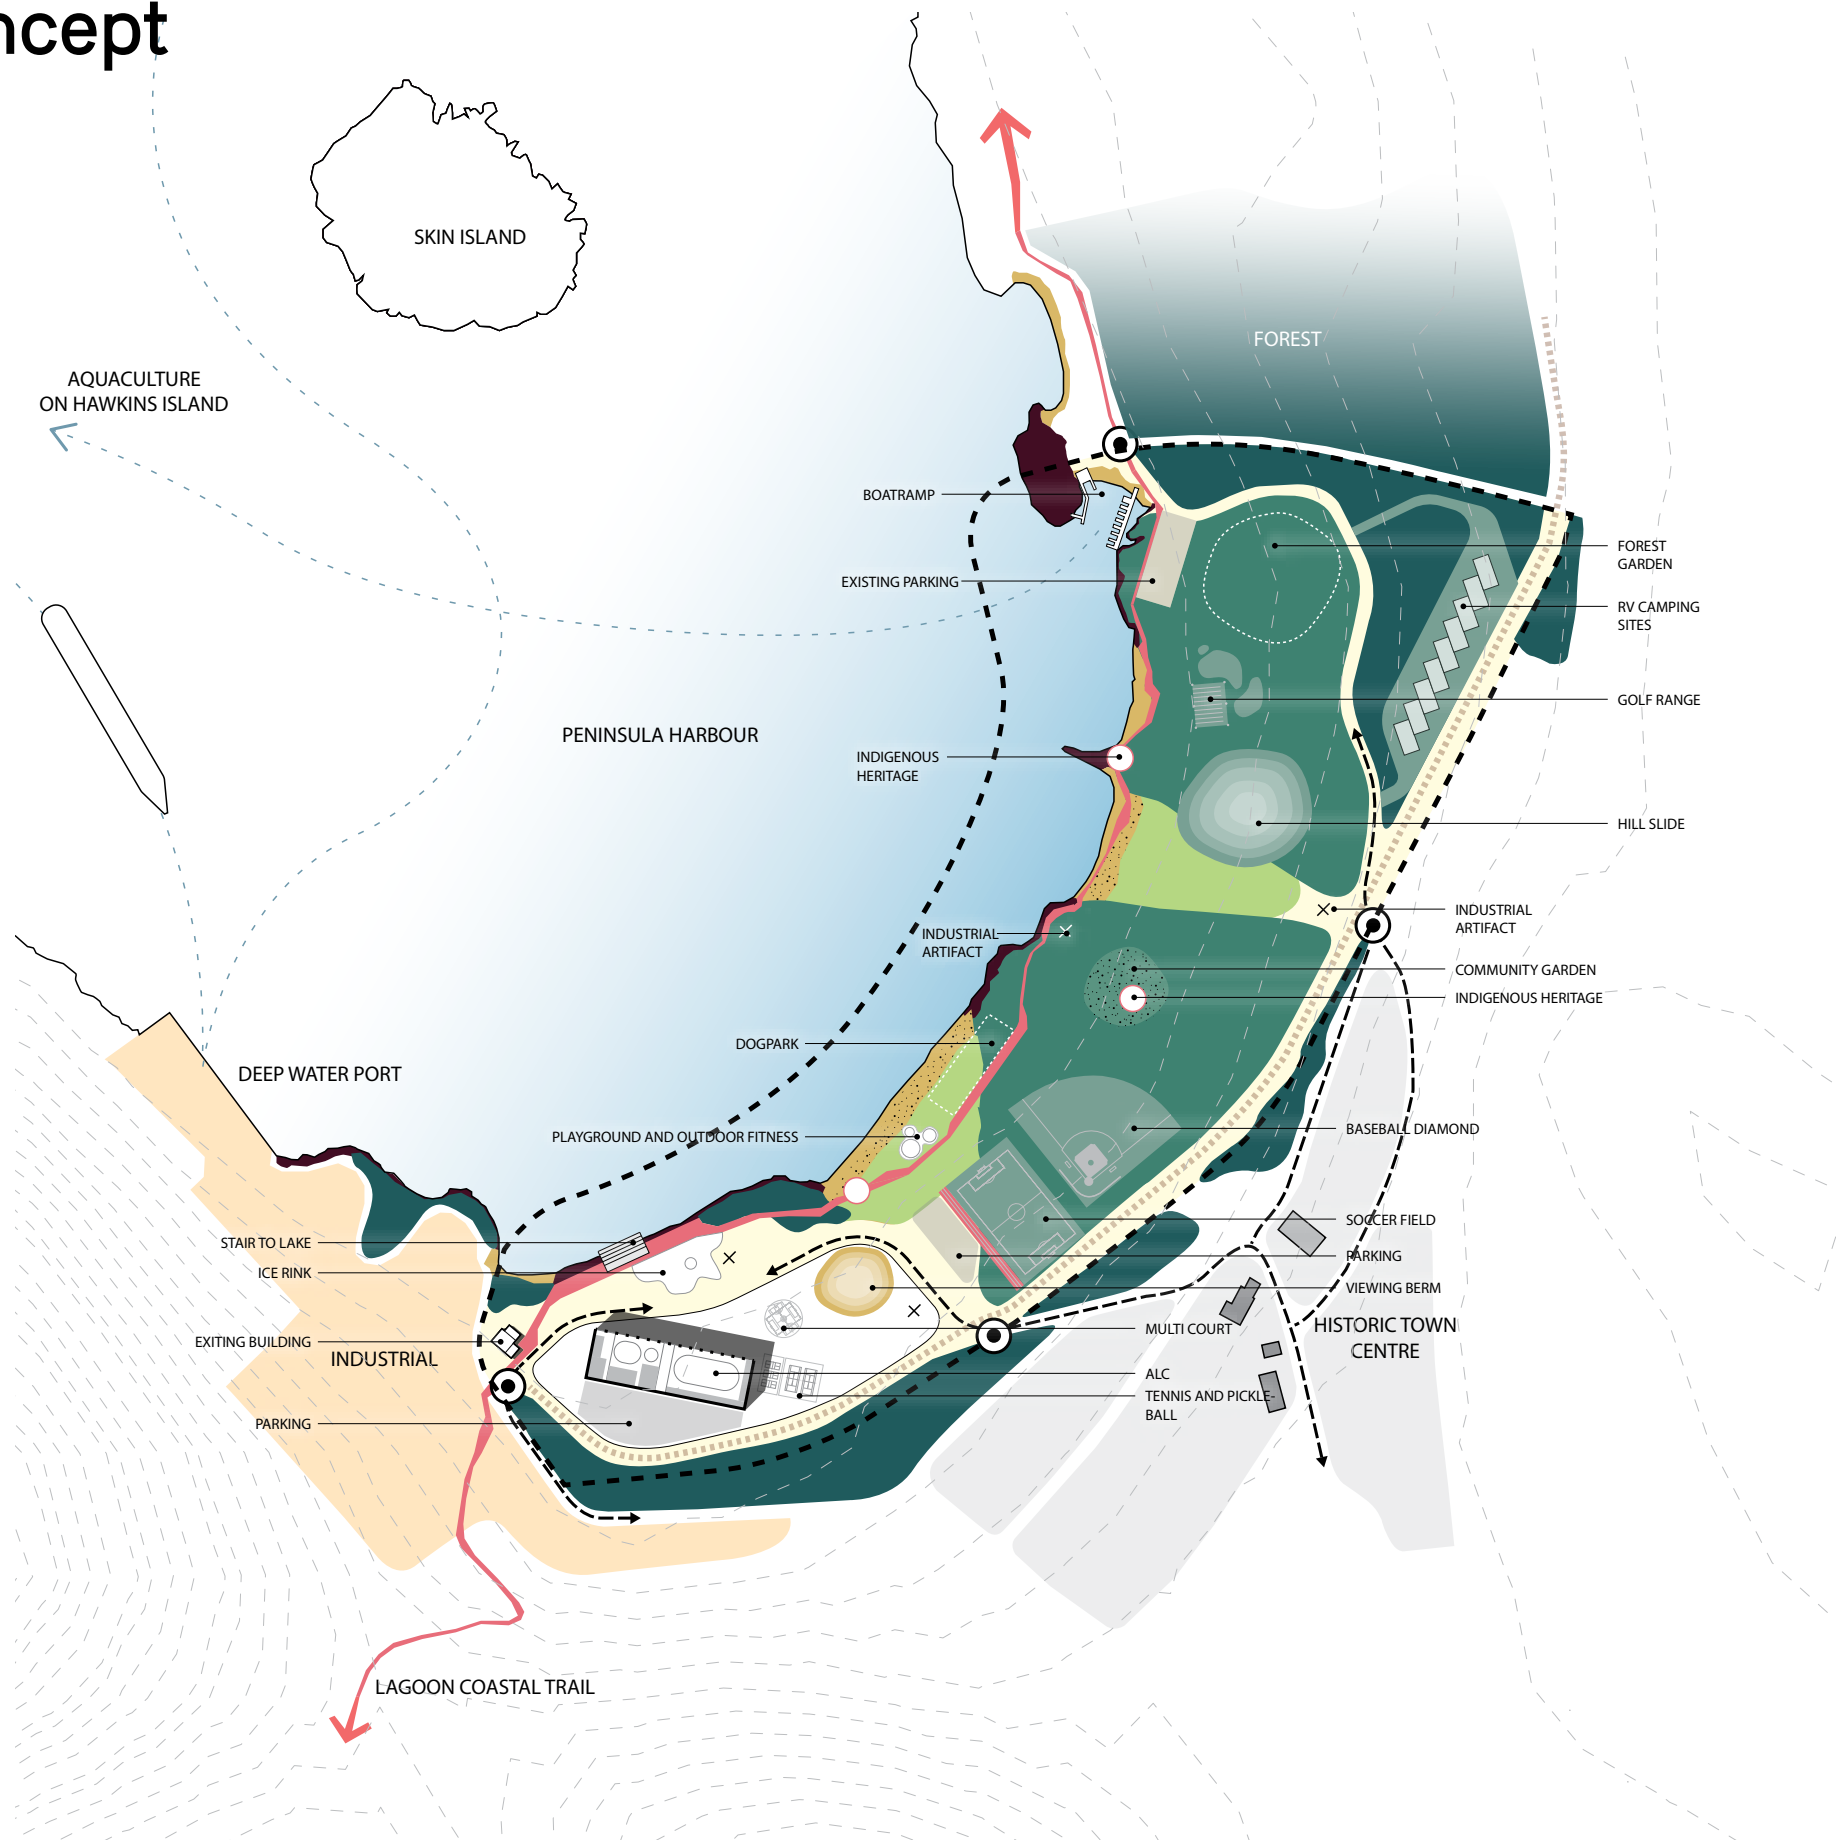 ncept
SKIN ISLAND
FOREST
AQUACULTURE
ON HAWKINS ISLAND
BOATRAMP
FOREST
GARDEN
EXISTING PARKING
RV CAMPING
SITES
GOLF RANGE
PENINSULA HARBOUR
INDIGENOUS
HERITAGE
HILL SLIDE
INDUSTRIAL
ARTIFACT
INDUSTRIAL
ARTIFACT
COMMUNITY GARDEN
INDIGENOUS HERITAGE
DOGPARK
DEEP WATER PORT
BASEBALL DIAMOND
PLAYGROUND AND OUTDOOR FITNESS
SOCCER FIELD
STAIR TO LAKE
PARKING
ICE RINK
VIEWING BERM
EXITING BUILDING
MULTI COURT
HISTORIC TOWN
CENTRE
INDUSTRIAL
ALC
TENNIS AND PICKLE-
BALL
PARKING
LAGOON COASTAL TRAIL